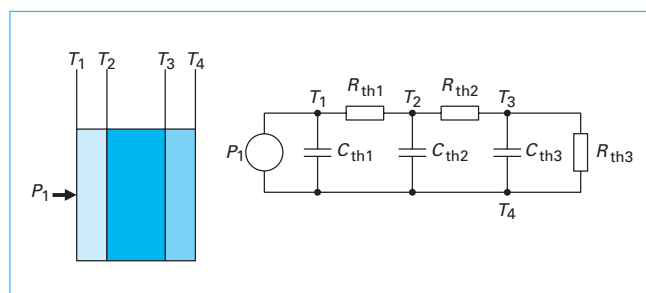 T1 T2 T3 T4
P1
Rth1 Rth2
T1 T2 T3
P1 Cth1 Cth2 Cth3 Rth3
T4